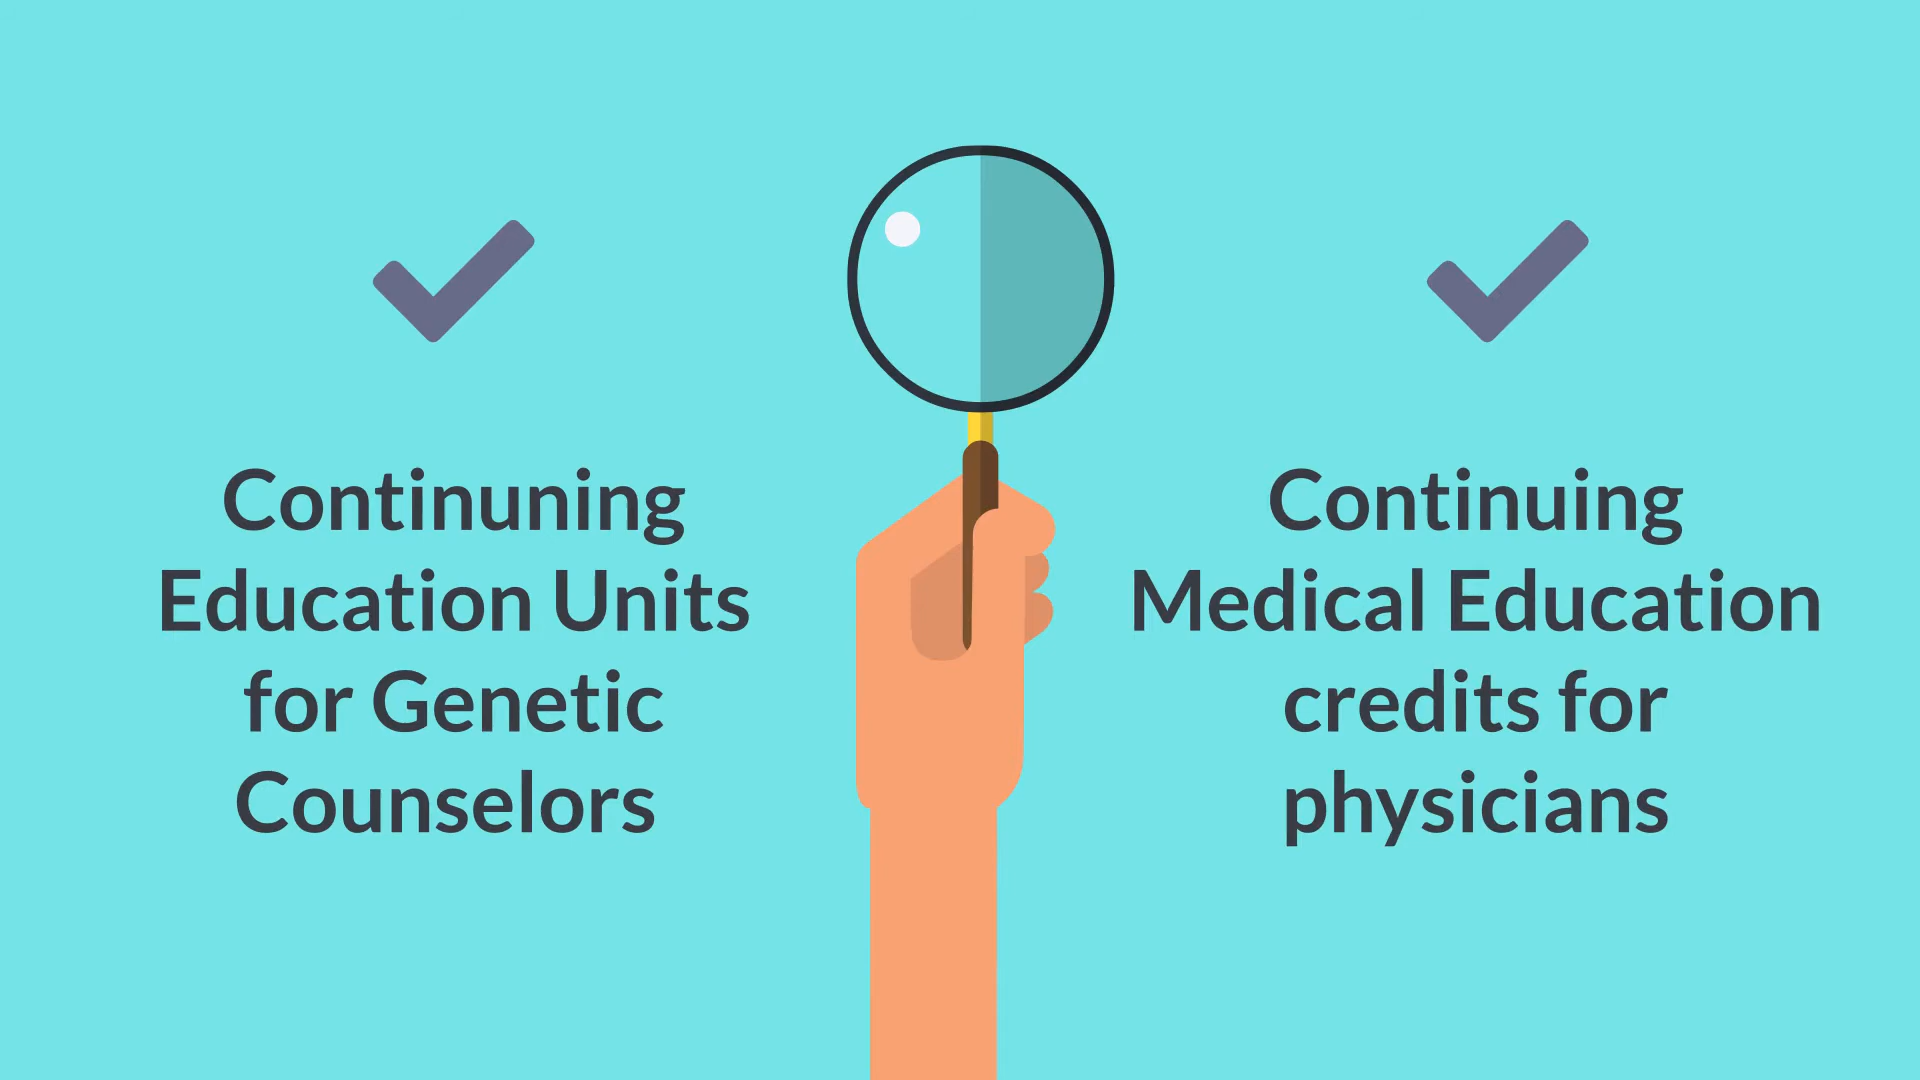 Continuning
Education Units
for Genetic
Counselors
Continuing
Medical Education
credits for
physicians